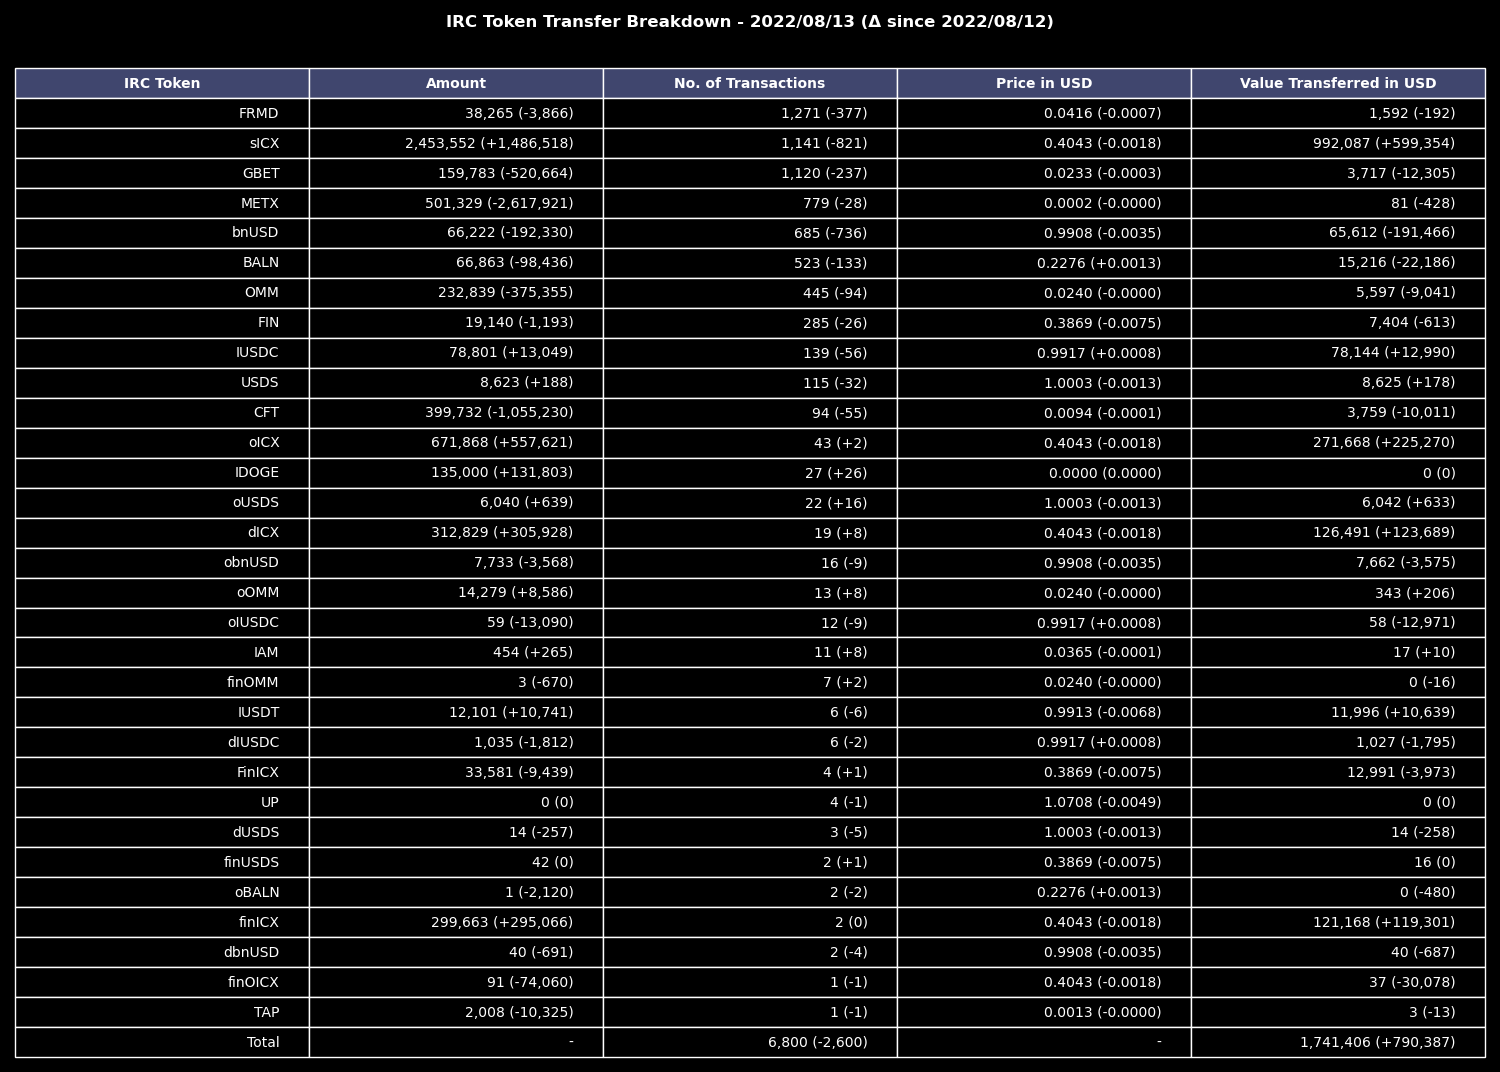 IRC Token Transfer Breakdown - 2022/08/13 (Δ since 2022/08/12)
IRC Token Amount No. of Transactions Price in USD Value Transferred in USD
FRMD 38,265 (-3,866) 1,271 (-377) 0.0416 (-0.0007) 1,592 (-192)
sICX 2,453,552 (+1,486,518) 1,141 (-821) 0.4043 (-0.0018) 992,087 (+599,354)
GBET 159,783 (-520,664) 1,120 (-237) 0.0233 (-0.0003) 3,717 (-12,305)
METX 501,329 (-2,617,921) 779 (-28) 0.0002 (-0.0000) 81 (-428)
bnUSD 66,222 (-192,330) 685 (-736) 0.9908 (-0.0035) 65,612 (-191,466)
BALN 66,863 (-98,436) 523 (-133) 0.2276 (+0.0013) 15,216 (-22,186)
OMM 232,839 (-375,355) 445 (-94) 0.0240 (-0.0000) 5,597 (-9,041)
FIN 19,140 (-1,193) 285 (-26) 0.3869 (-0.0075) 7,404 (-613)
IUSDC 78,801 (+13,049) 139 (-56) 0.9917 (+0.0008) 78,144 (+12,990)
USDS 8,623 (+188) 115 (-32) 1.0003 (-0.0013) 8,625 (+178)
CFT 399,732 (-1,055,230) 94 (-55) 0.0094 (-0.0001) 3,759 (-10,011)
oICX 671,868 (+557,621) 43 (+2) 0.4043 (-0.0018) 271,668 (+225,270)
IDOGE 135,000 (+131,803) 27 (+26) 0.0000 (0.0000) 0 (0)
oUSDS 6,040 (+639) 22 (+16) 1.0003 (-0.0013) 6,042 (+633)
dICX 312,829 (+305,928) 19 (+8) 0.4043 (-0.0018) 126,491 (+123,689)
obnUSD 7,733 (-3,568) 16 (-9) 0.9908 (-0.0035) 7,662 (-3,575)
oOMM 14,279 (+8,586) 13 (+8) 0.0240 (-0.0000) 343 (+206)
oIUSDC 59 (-13,090) 12 (-9) 0.9917 (+0.0008) 58 (-12,971)
IAM 454 (+265) 11 (+8) 0.0365 (-0.0001) 17 (+10)
finOMM 3 (-670) 7 (+2) 0.0240 (-0.0000) 0 (-16)
IUSDT 12,101 (+10,741) 6 (-6) 0.9913 (-0.0068) 11,996 (+10,639)
dIUSDC 1,035 (-1,812) 6 (-2) 0.9917 (+0.0008) 1,027 (-1,795)
FinICX 33,581 (-9,439) 4 (+1) 0.3869 (-0.0075) 12,991 (-3,973)
UP 0 (0) 4 (-1) 1.0708 (-0.0049) 0 (0)
dUSDS 14 (-257) 3 (-5) 1.0003 (-0.0013) 14 (-258)
finUSDS 42 (0) 2 (+1) 0.3869 (-0.0075) 16 (0)
oBALN 1 (-2,120) 2 (-2) 0.2276 (+0.0013) 0 (-480)
finICX 299,663 (+295,066) 2 (0) 0.4043 (-0.0018) 121,168 (+119,301)
dbnUSD 40 (-691) 2 (-4) 0.9908 (-0.0035) 40 (-687)
finOICX 91 (-74,060) 1 (-1) 0.4043 (-0.0018) 37 (-30,078)
TAP 2,008 (-10,325) 1 (-1) 0.0013 (-0.0000) 3 (-13)
Total - 6,800 (-2,600) - 1,741,406 (+790,387)